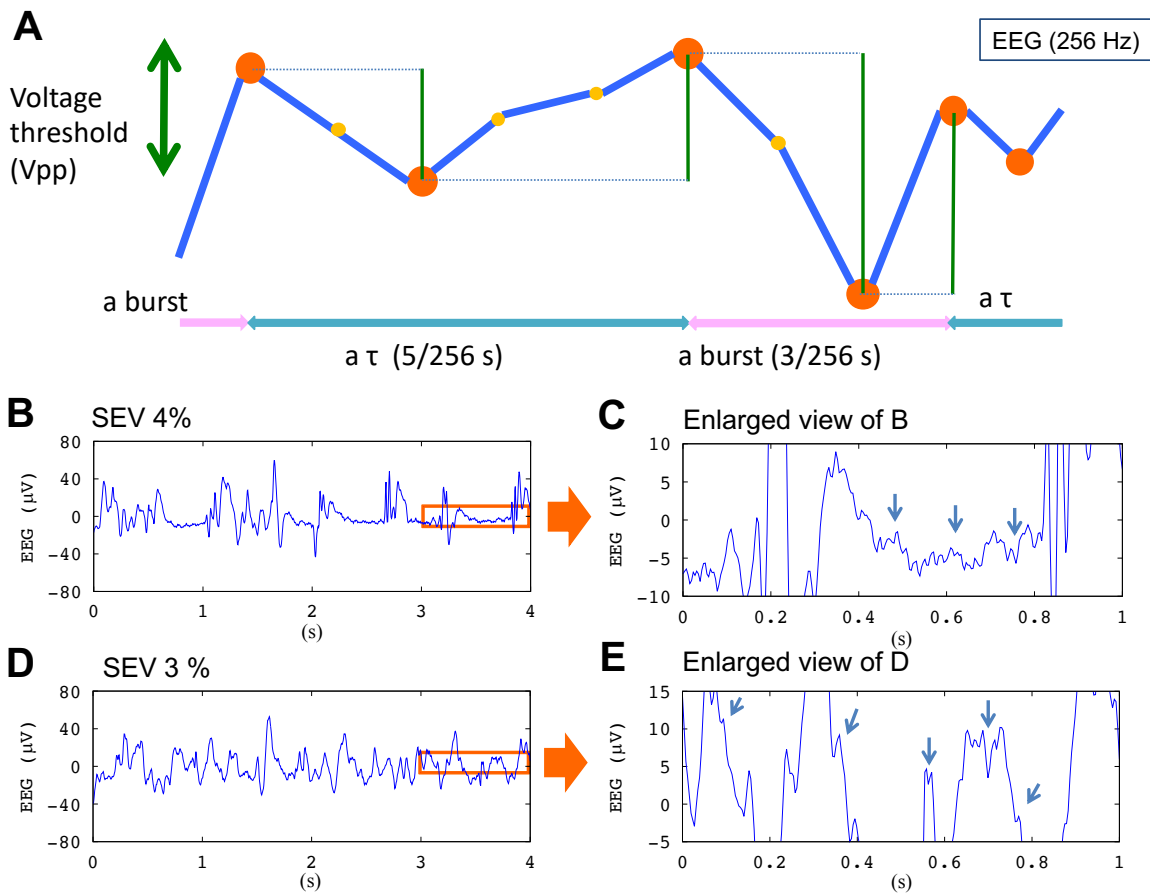 A
EEG (256 Hz)
Voltage
threshold
(Vpp)
a burst
a τ
a τ (5/256 s)
a burst (3/256 s)
B
SEV 4%
80
40
0
−40
−80
EEG (μV)
0 1 2 3 4
(s)
C
Enlarged view of B
10
5
0
−5
−10
EEG (μV)
0 0.2 0.4 0.6 0.8 1
(s)
D
SEV 3 %
80
40
0
−40
−80
EEG (μV)
0 1 2 3 4
(s)
E
Enlarged view of D
15
10
5
0
−5
EEG (μV)
0 0.2 0.4 0.6 0.8 1
(s)